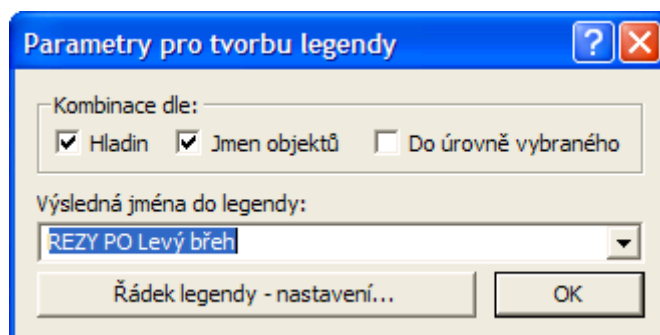 Parametry pro tvorbu legendy
Kombinace dle:
Hladin Jmen objektů Do úrovně vybraného
Výsledná jména do legendy:
REZY PO Levý břeh
Řádek legendy - nastavení... OK